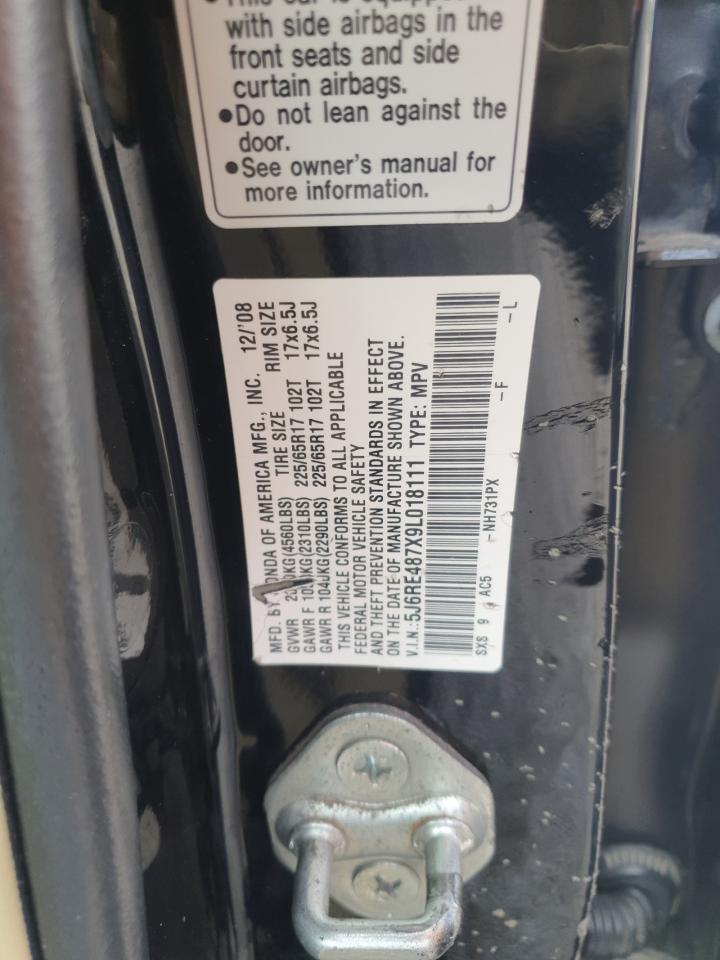 with side airbags in the
front seats and side
curtain airbags.
●Do not lean against the
door.
●See owner's manual for
more information.
MFD. BY HONDA OF AMERICA MFG., INC. 12/'08
GVWR (4560LBS) TIRE SIZE RIM SIZE
GAWR F (2310LBS) 225/65R17 102T 17x6.5J
GAWR R 1040KG(2290LBS) 225/65R17 102T 17x6.5J
THIS VEHICLE CONFORMS TO ALL APPLICABLE
FEDERAL MOTOR VEHICLE SAFETY
AND THEFT PREVENTION STANDARDS IN EFFECT
ON THE DATE OF MANUFACTURE SHOWN ABOVE.
V.I.N.:5J6RE487X9L018111 TYPE: MPV
SXS 9 AC5 -NH731PX -F -L